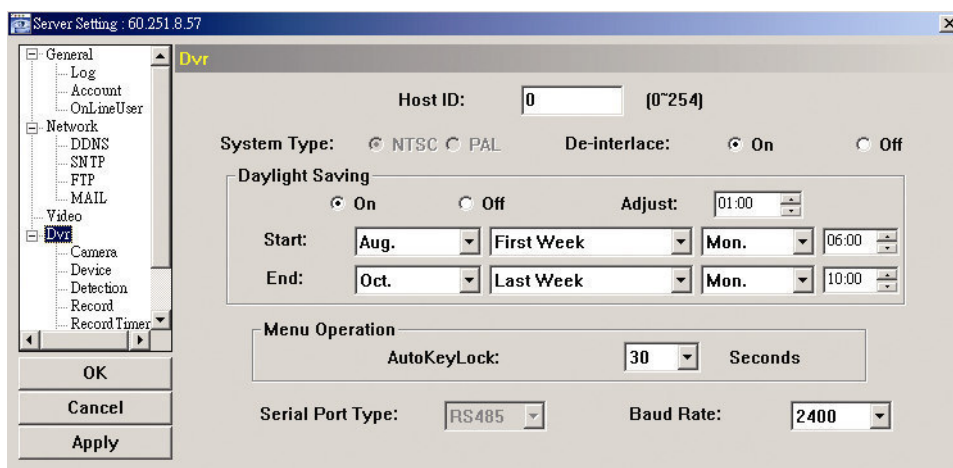 Server Setting : 60.251.8.57
General
Log
Account
OnLineUser
Network
DDNS
SNTP
FTP
MAIL
Video
Dvr
Camera
Device
Detection
Record
Record Timer
OK
Cancel
Apply
Dvr
Host ID: 0 (0~254)
System Type: NTSC PAL De-interlace: On Off
Daylight Saving
On Off Adjust: 01:00
Start: Aug. First Week Mon. 06:00
End: Oct. Last Week Mon. 10:00
Menu Operation
AutoKeyLock: 30 Seconds
Serial Port Type: RS485 Baud Rate: 2400